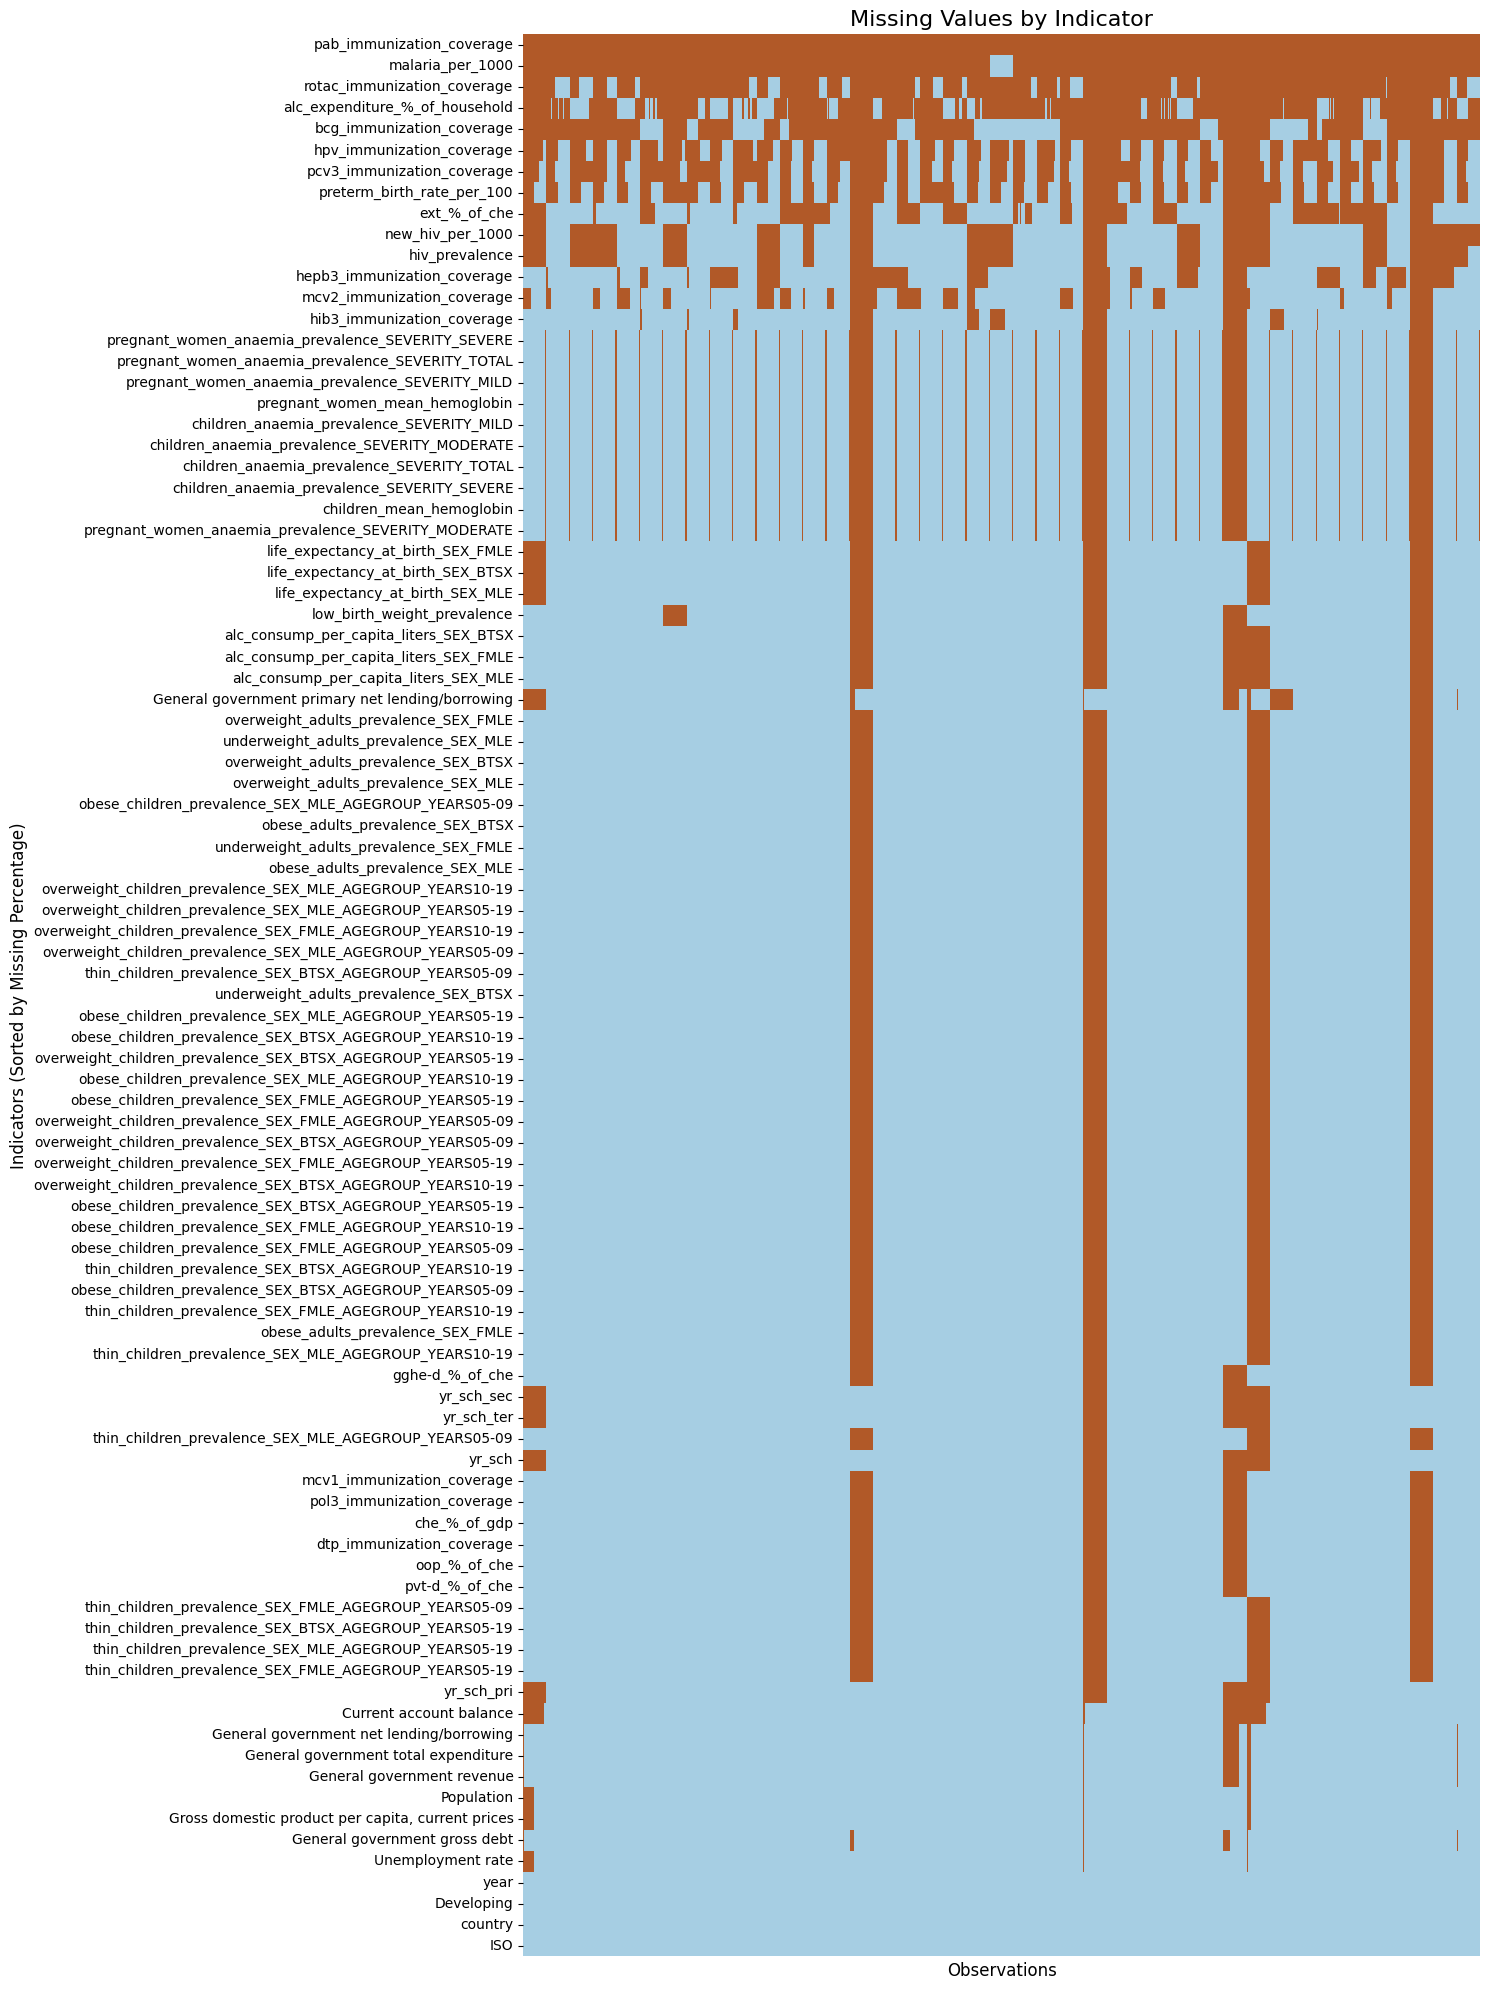 Missing Values by Indicator
pab_immunization_coverage
malaria_per_1000
rotac_immunization_coverage
alc_expenditure_%_of_household
bcg_immunization_coverage
hpv_immunization_coverage
pcv3_immunization_coverage
preterm_birth_rate_per_100
ext_%_of_che
new_hiv_per_1000
hiv_prevalence
hepb3_immunization_coverage
mcv2_immunization_coverage
hib3_immunization_coverage
pregnant_women_anaemia_prevalence_SEVERITY_SEVERE
pregnant_women_anaemia_prevalence_SEVERITY_TOTAL
pregnant_women_anaemia_prevalence_SEVERITY_MILD
pregnant_women_mean_hemoglobin
children_anaemia_prevalence_SEVERITY_MILD
children_anaemia_prevalence_SEVERITY_MODERATE
children_anaemia_prevalence_SEVERITY_TOTAL
children_anaemia_prevalence_SEVERITY_SEVERE
children_mean_hemoglobin
pregnant_women_anaemia_prevalence_SEVERITY_MODERATE
life_expectancy_at_birth_SEX_FMLE
life_expectancy_at_birth_SEX_BTSX
life_expectancy_at_birth_SEX_MLE
low_birth_weight_prevalence
alc_consump_per_capita_liters_SEX_BTSX
alc_consump_per_capita_liters_SEX_FMLE
alc_consump_per_capita_liters_SEX_MLE
General government primary net lending/borrowing
overweight_adults_prevalence_SEX_FMLE
underweight_adults_prevalence_SEX_MLE
overweight_adults_prevalence_SEX_BTSX
overweight_adults_prevalence_SEX_MLE
obese_children_prevalence_SEX_MLE_AGEGROUP_YEARS05-09
obese_adults_prevalence_SEX_BTSX
underweight_adults_prevalence_SEX_FMLE
obese_adults_prevalence_SEX_MLE
overweight_children_prevalence_SEX_MLE_AGEGROUP_YEARS10-19
overweight_children_prevalence_SEX_MLE_AGEGROUP_YEARS05-19
overweight_children_prevalence_SEX_FMLE_AGEGROUP_YEARS10-19
overweight_children_prevalence_SEX_MLE_AGEGROUP_YEARS05-09
thin_children_prevalence_SEX_BTSX_AGEGROUP_YEARS05-09
underweight_adults_prevalence_SEX_BTSX
obese_children_prevalence_SEX_MLE_AGEGROUP_YEARS05-19
obese_children_prevalence_SEX_BTSX_AGEGROUP_YEARS10-19
overweight_children_prevalence_SEX_BTSX_AGEGROUP_YEARS05-19
obese_children_prevalence_SEX_MLE_AGEGROUP_YEARS10-19
obese_children_prevalence_SEX_FMLE_AGEGROUP_YEARS05-19
overweight_children_prevalence_SEX_FMLE_AGEGROUP_YEARS05-09
overweight_children_prevalence_SEX_BTSX_AGEGROUP_YEARS05-09
overweight_children_prevalence_SEX_FMLE_AGEGROUP_YEARS05-19
overweight_children_prevalence_SEX_BTSX_AGEGROUP_YEARS10-19
obese_children_prevalence_SEX_BTSX_AGEGROUP_YEARS05-19
obese_children_prevalence_SEX_FMLE_AGEGROUP_YEARS10-19
obese_children_prevalence_SEX_FMLE_AGEGROUP_YEARS05-09
thin_children_prevalence_SEX_BTSX_AGEGROUP_YEARS10-19
obese_children_prevalence_SEX_BTSX_AGEGROUP_YEARS05-09
thin_children_prevalence_SEX_FMLE_AGEGROUP_YEARS10-19
obese_adults_prevalence_SEX_FMLE
thin_children_prevalence_SEX_MLE_AGEGROUP_YEARS10-19
gghe-d_%_of_che
yr_sch_sec
yr_sch_ter
thin_children_prevalence_SEX_MLE_AGEGROUP_YEARS05-09
yr_sch
mcv1_immunization_coverage
pol3_immunization_coverage
che_%_of_gdp
dtp_immunization_coverage
oop_%_of_che
pvt-d_%_of_che
thin_children_prevalence_SEX_FMLE_AGEGROUP_YEARS05-09
thin_children_prevalence_SEX_BTSX_AGEGROUP_YEARS05-19
thin_children_prevalence_SEX_MLE_AGEGROUP_YEARS05-19
thin_children_prevalence_SEX_FMLE_AGEGROUP_YEARS05-19
yr_sch_pri
Current account balance
General government net lending/borrowing
General government total expenditure
General government revenue
Population
Gross domestic product per capita, current prices
General government gross debt
Unemployment rate
year
Developing
country
ISO
Indicators (Sorted by Missing Percentage)
Observations